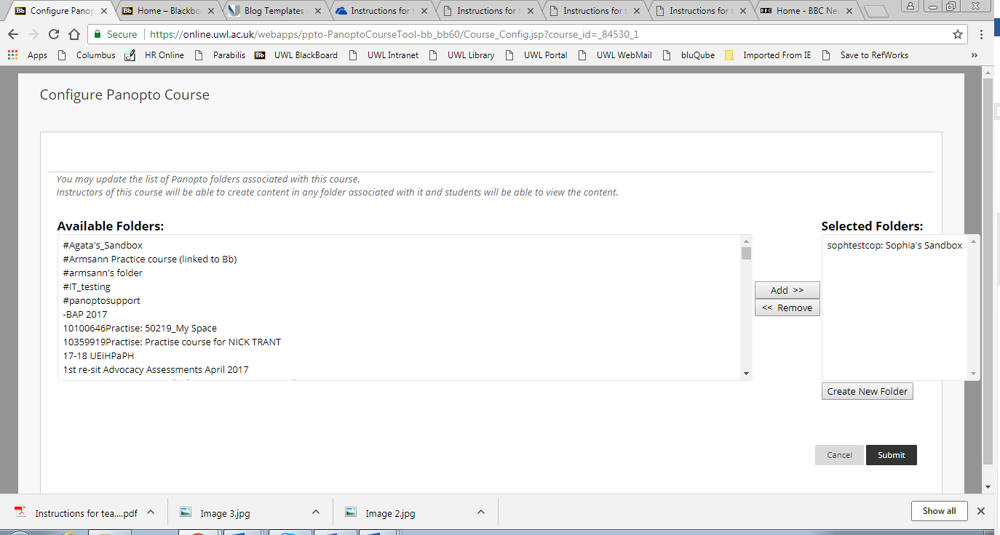 Bb Configure Panop
Bb Home – Blackbo
Blog Templates
Instructions for t
Instructions for t
Instructions for t
Instructions for t
BBC Home - BBC Ne
Secure https://online.uwl.ac.uk/webapps/ppto-PanoptoCourseTool-bb_bb60/Course_Config.jsp?course_id=_84530_1
Apps Columbus HR Online Parabilis Bb UWL BlackBoard UWL Intranet UWL Library UWL Portal UWL WebMail bluQube Imported From IE Save to RefWorks »
Configure Panopto Course
You may update the list of Panopto folders associated with this course.
Instructors of this course will be able to create content in any folder associated with it and students will be able to view the content.
Available Folders:
#Agata's_Sandbox
#Armsann Practice course (linked to Bb)
#armsann's folder
#IT_testing
#panoptosupport
-BAP 2017
10100646Practise: 50219_My Space
10359919Practise: Practise course for NICK TRANT
17-18 UEiHPaPH
1st re-sit Advocacy Assessments April 2017
Add >>
<< Remove
Selected Folders:
sophtestcop: Sophia's Sandbox
Create New Folder
Cancel Submit
Instructions for tea....pdf
Image 3.jpg
Image 2.jpg
Show all